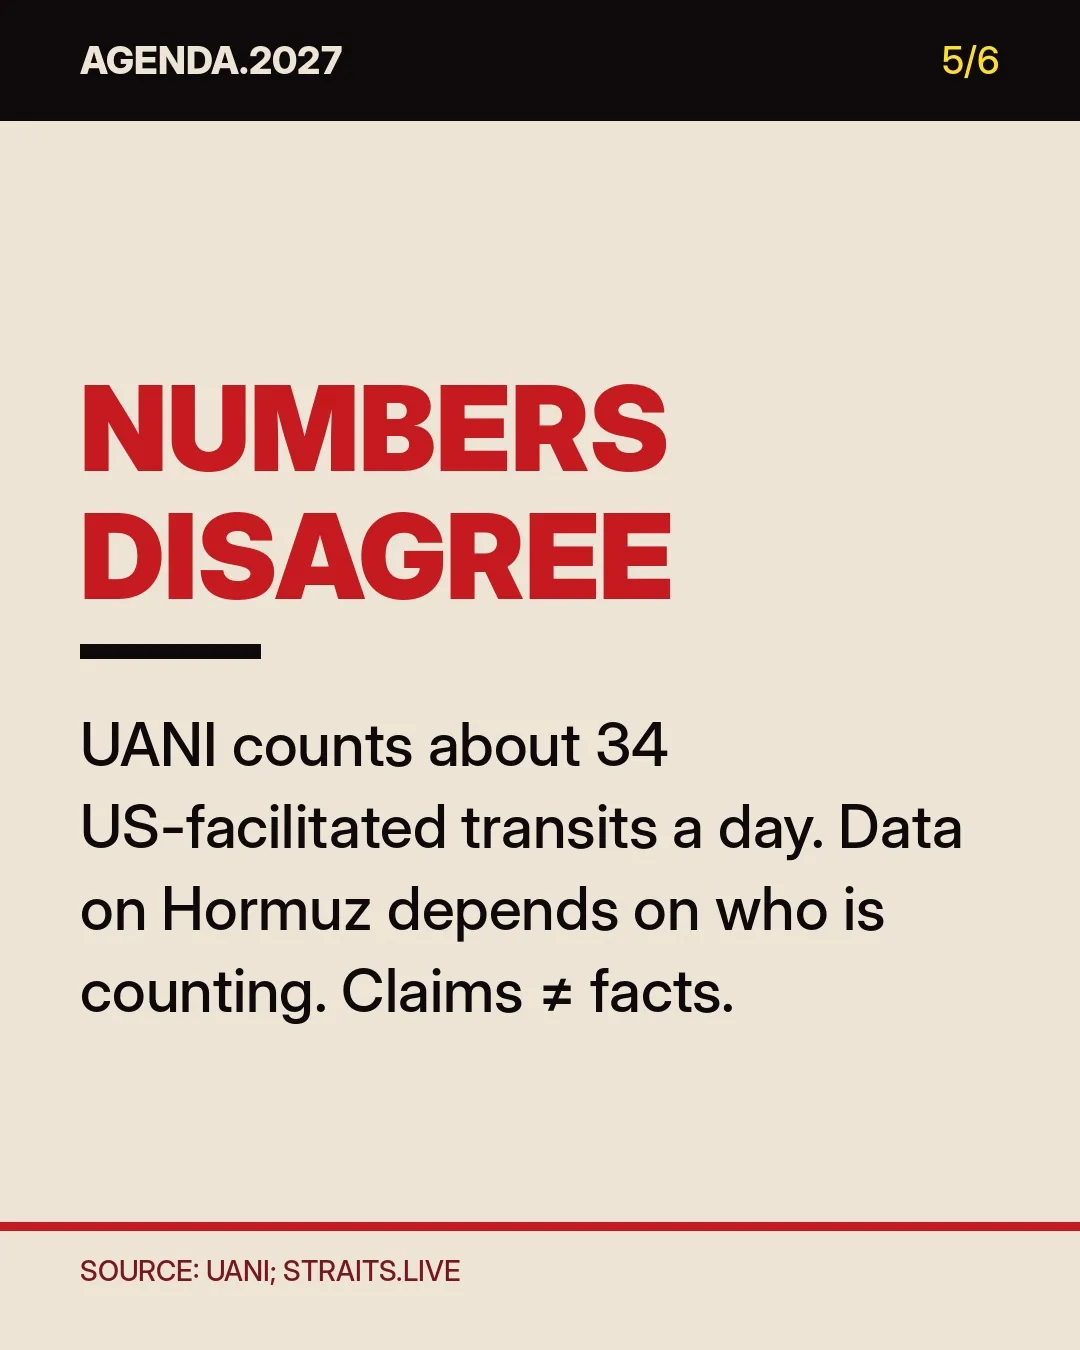 AGENDA.2027
5/6
NUMBERS
DISAGREE
UANI counts about 34
US-facilitated transits a day. Data
on Hormuz depends on who is
counting. Claims ≠ facts.
SOURCE: UANI; STRAITS.LIVE